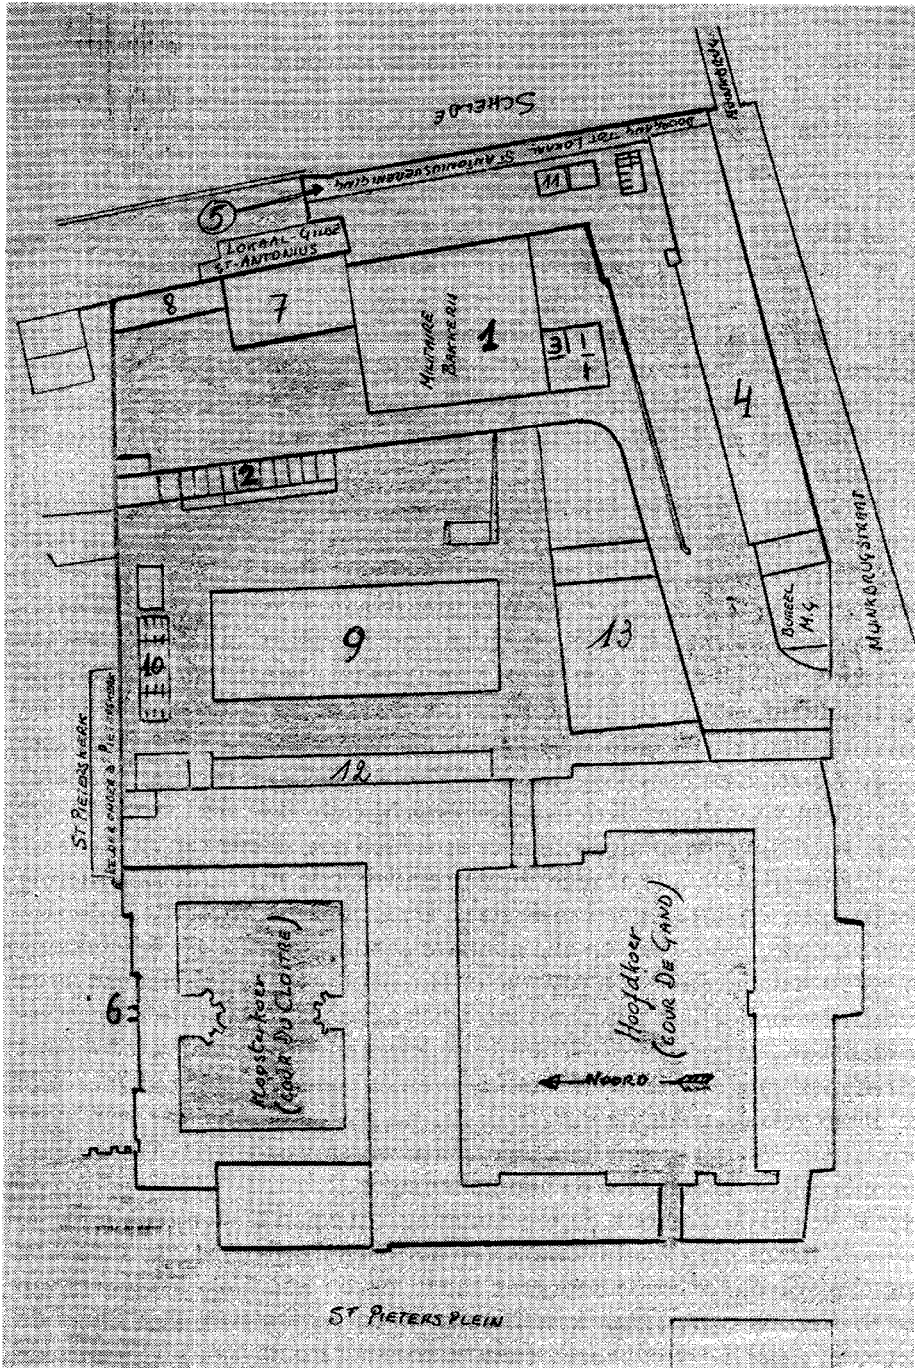 SCHELDE
DOORGANG TOT LOKAAL ST ANTONIUSVERENIGING
11
5
LOKAAL-GILDE
ST-ANTONIUS
8
7
MILITAIRE
BAKKERIJ
1
3
4
2
BUREEL
M.G
MUNKBRUGSTRAAT
9
13
10
ST PIETERSKERK
12
6
Kloosterkoer
(COUR DU CLOITRE)
Hoofdkoer
(COUR DE GAND)
NOORD
ST PIETERSPLEIN